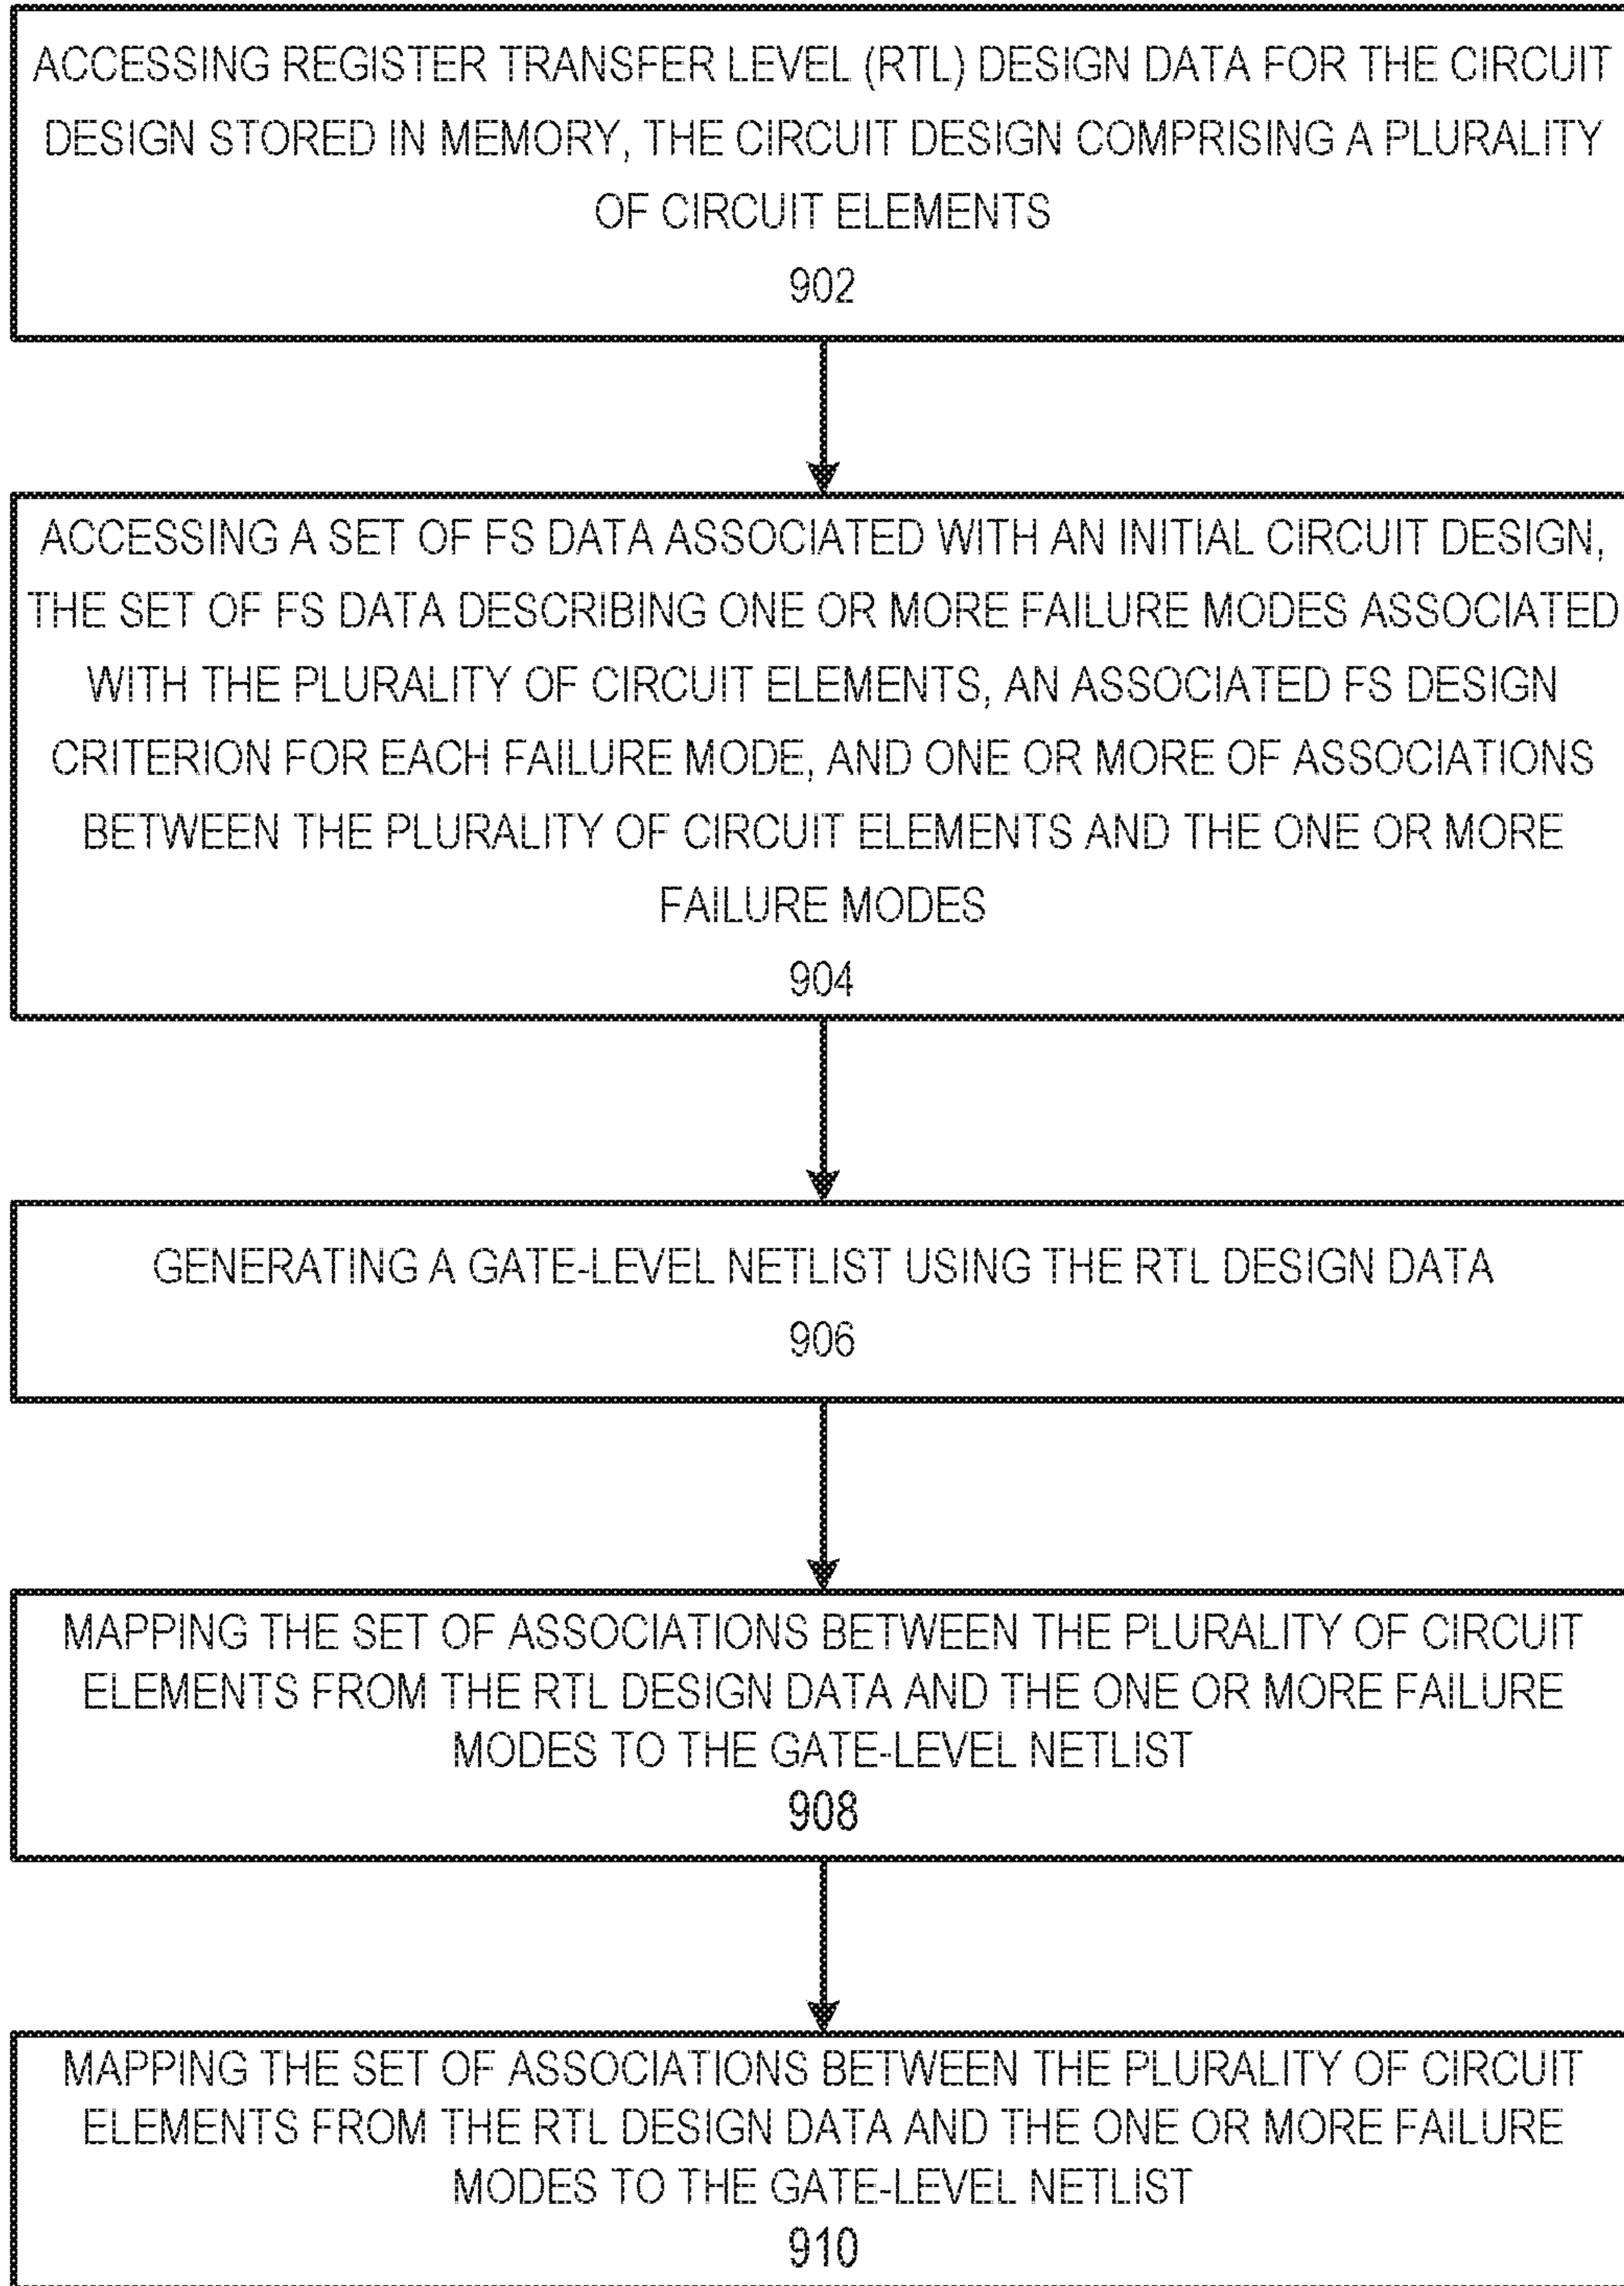 ACCESSING REGISTER TRANSFER LEVEL (RTL) DESIGN DATA FOR THE CIRCUIT
DESIGN STORED IN MEMORY, THE CIRCUIT DESIGN COMPRISING A PLURALITY
OF CIRCUIT ELEMENTS
902
ACCESSING A SET OF FS DATA ASSOCIATED WITH AN INITIAL CIRCUIT DESIGN,
THE SET OF FS DATA DESCRIBING ONE OR MORE FAILURE MODES ASSOCIATED
WITH THE PLURALITY OF CIRCUIT ELEMENTS, AN ASSOCIATED FS DESIGN
CRITERION FOR EACH FAILURE MODE, AND ONE OR MORE OF ASSOCIATIONS
BETWEEN THE PLURALITY OF CIRCUIT ELEMENTS AND THE ONE OR MORE
FAILURE MODES
904
GENERATING A GATE-LEVEL NETLIST USING THE RTL DESIGN DATA
906
MAPPING THE SET OF ASSOCIATIONS BETWEEN THE PLURALITY OF CIRCUIT
ELEMENTS FROM THE RTL DESIGN DATA AND THE ONE OR MORE FAILURE
MODES TO THE GATE-LEVEL NETLIST
908
MAPPING THE SET OF ASSOCIATIONS BETWEEN THE PLURALITY OF CIRCUIT
ELEMENTS FROM THE RTL DESIGN DATA AND THE ONE OR MORE FAILURE
MODES TO THE GATE-LEVEL NETLIST
910